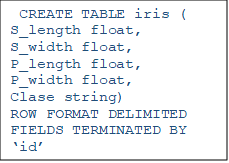 CREATE TABLE iris (
S_length float,
S_width float,
P_length float,
P_width float,
Clase string)
ROW FORMAT DELIMITED
FIELDS TERMINATED BY
‘id’